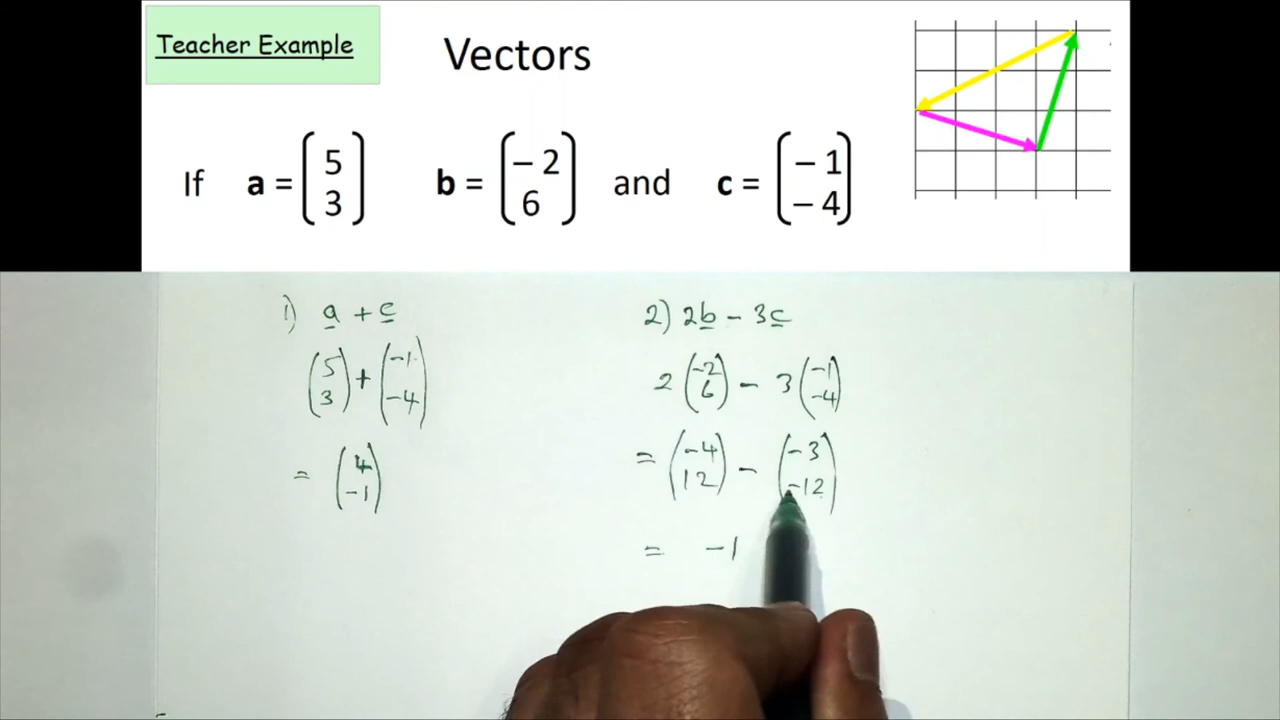 Teacher Example
Vectors
If a = (5 3) b = (−2 6) and c = (−1 −4)
1) a + c
(5 3) + (−1 −4)
= (4 −1)
2) 2b − 3c
2 (−2 6) − 3 (−1 −4)
= (−4 12) − (−3 −12)
= −1